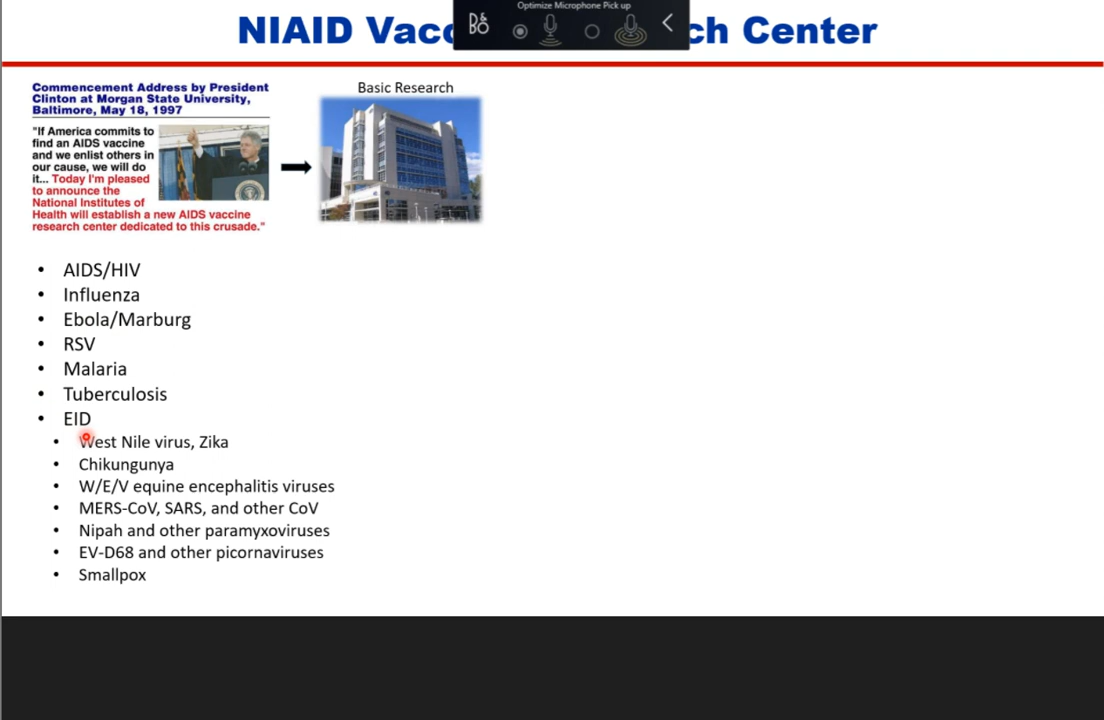 NIAID Vacc
ch Center
Optimize Microphone Pick up
B&O
Commencement Address by President
Clinton at Morgan State University,
Baltimore, May 18, 1997
"If America commits to
find an AIDS vaccine
and we enlist others in
our cause, we will do
it... Today I'm pleased
to announce the
National Institutes of
Health will establish a new AIDS vaccine
research center dedicated to this crusade."
Basic Research
• AIDS/HIV
• Influenza
• Ebola/Marburg
• RSV
• Malaria
• Tuberculosis
• EID
• West Nile virus, Zika
• Chikungunya
• W/E/V equine encephalitis viruses
• MERS-CoV, SARS, and other CoV
• Nipah and other paramyxoviruses
• EV-D68 and other picornaviruses
• Smallpox